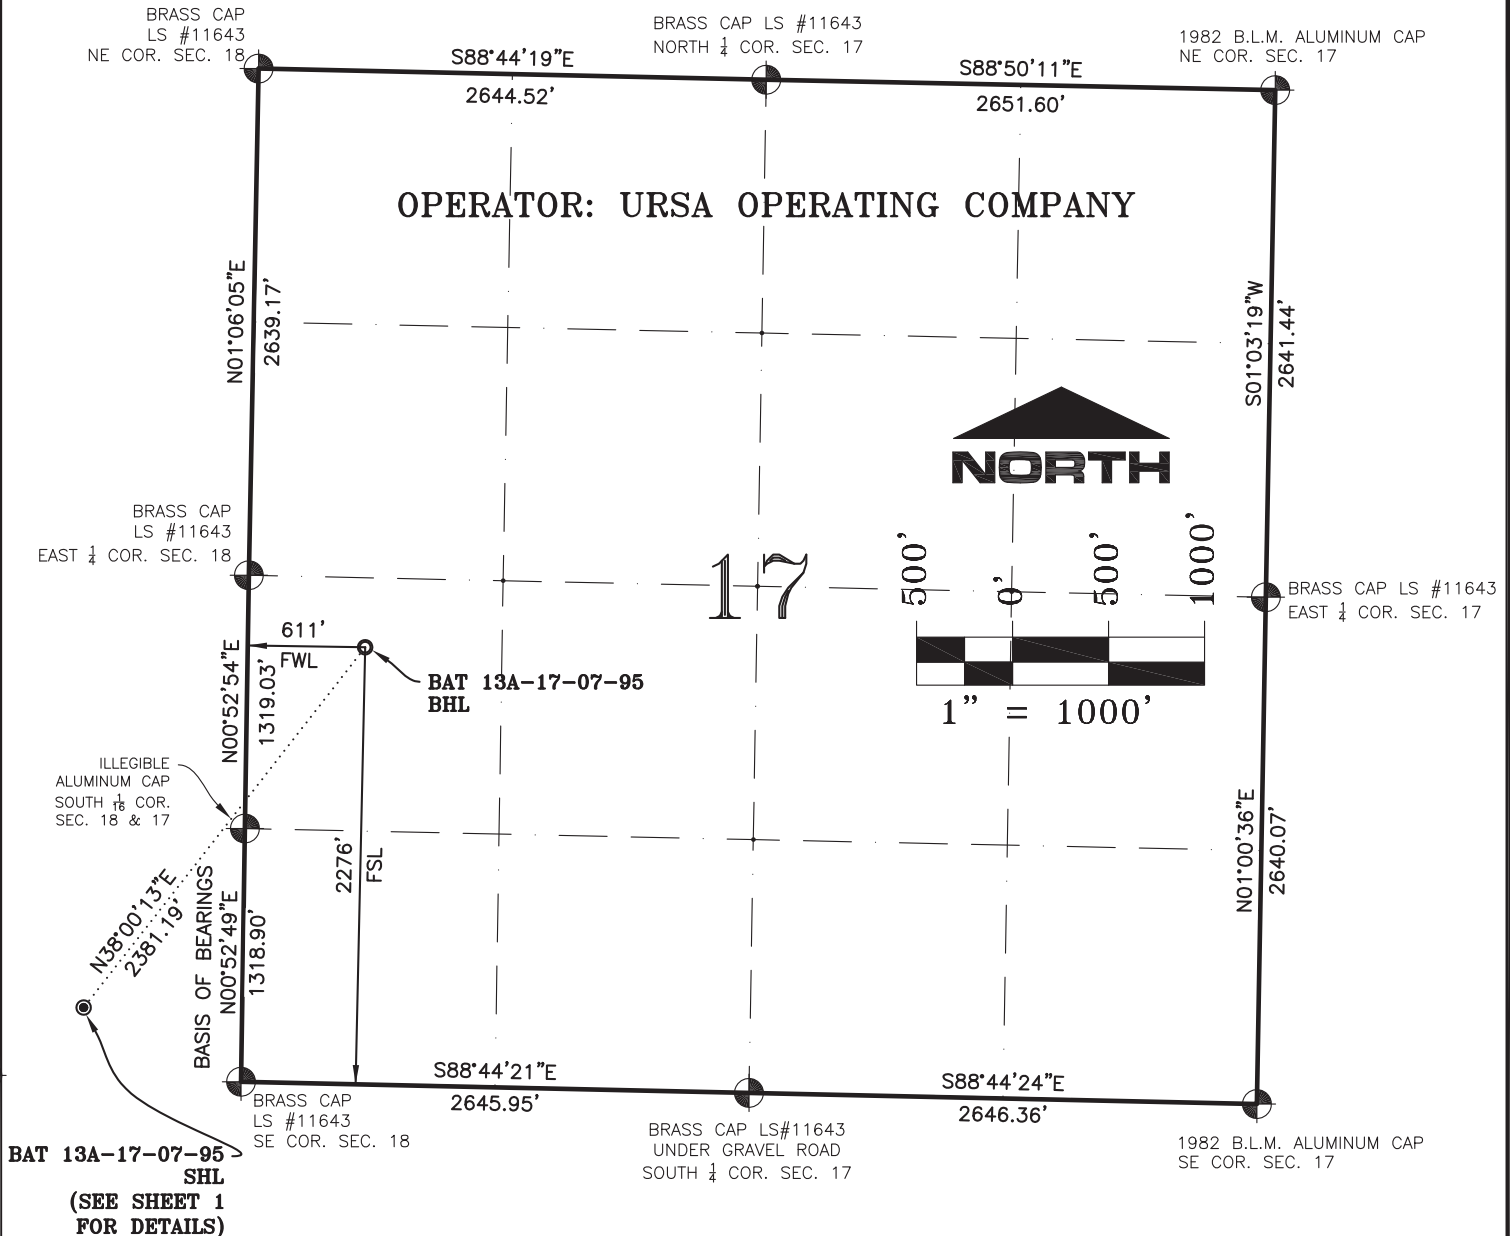 BRASS CAP
LS #11643
NE COR. SEC. 18
BRASS CAP LS #11643
NORTH 1/4 COR. SEC. 17
1982 B.L.M. ALUMINUM CAP
NE COR. SEC. 17
S88°44'19"E
2644.52'
S88°50'11"E
2651.60'
OPERATOR: URSA OPERATING COMPANY
N01°06'05"E
2639.17'
S01°03'19"W
2641.44'
NORTH
BRASS CAP
LS #11643
EAST 1/4 COR. SEC. 18
17
500'
0'
500'
1000'
1" = 1000'
BRASS CAP LS #11643
EAST 1/4 COR. SEC. 17
611'
FWL
BAT 13A-17-07-95
BHL
N00°52'54"E
1319.03'
ILLEGIBLE
ALUMINUM CAP
SOUTH 1/16 COR.
SEC. 18 & 17
2276'
FSL
N01°00'36"E
2640.07'
N38°00'13"E
2381.19'
BASIS OF BEARINGS
N00°52'49"E
1318.90'
S88°44'21"E
2645.95'
S88°44'24"E
2646.36'
BRASS CAP
LS #11643
SE COR. SEC. 18
BRASS CAP LS#11643
UNDER GRAVEL ROAD
SOUTH 1/4 COR. SEC. 17
1982 B.L.M. ALUMINUM CAP
SE COR. SEC. 17
BAT 13A-17-07-95
SHL
(SEE SHEET 1
FOR DETAILS)